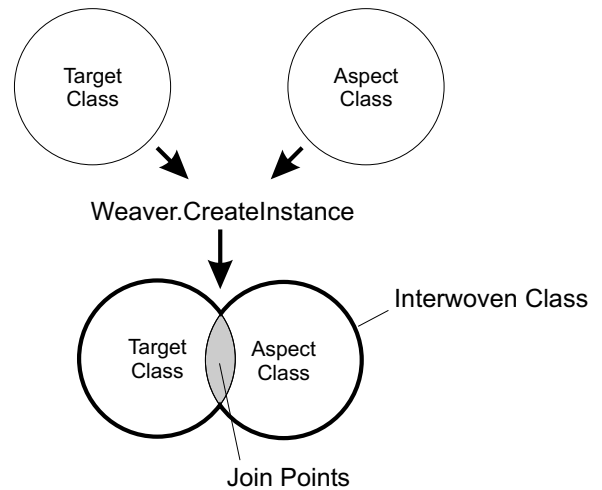 Target
Class
Aspect
Class
Weaver.CreateInstance
Interwoven Class
Target
Class
Aspect
Class
Join Points